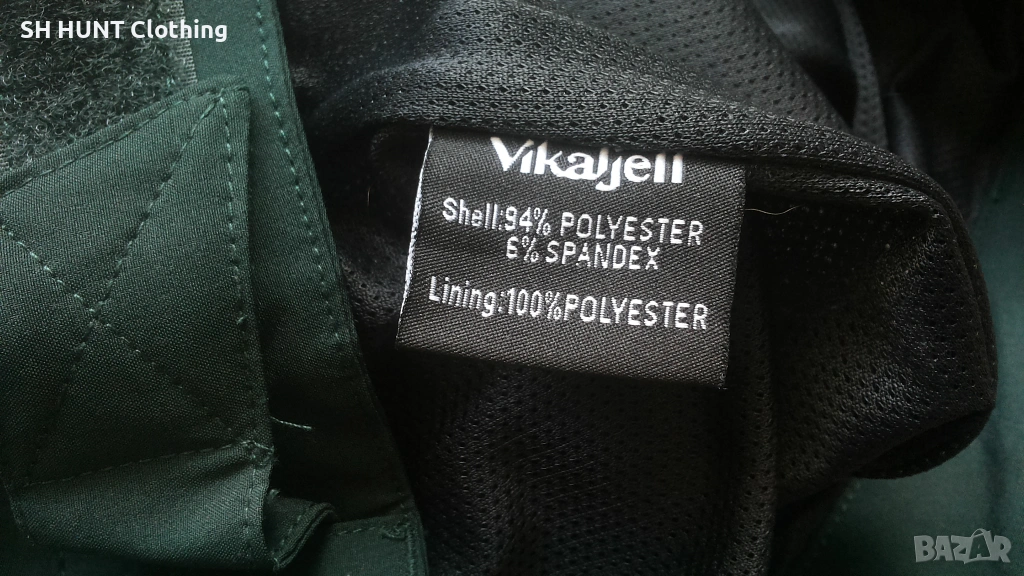 SH HUNT Clothing
Vikafjell
Shell:94% POLYESTER
6% SPANDEX
Lining:100%POLYESTER
BAZAR